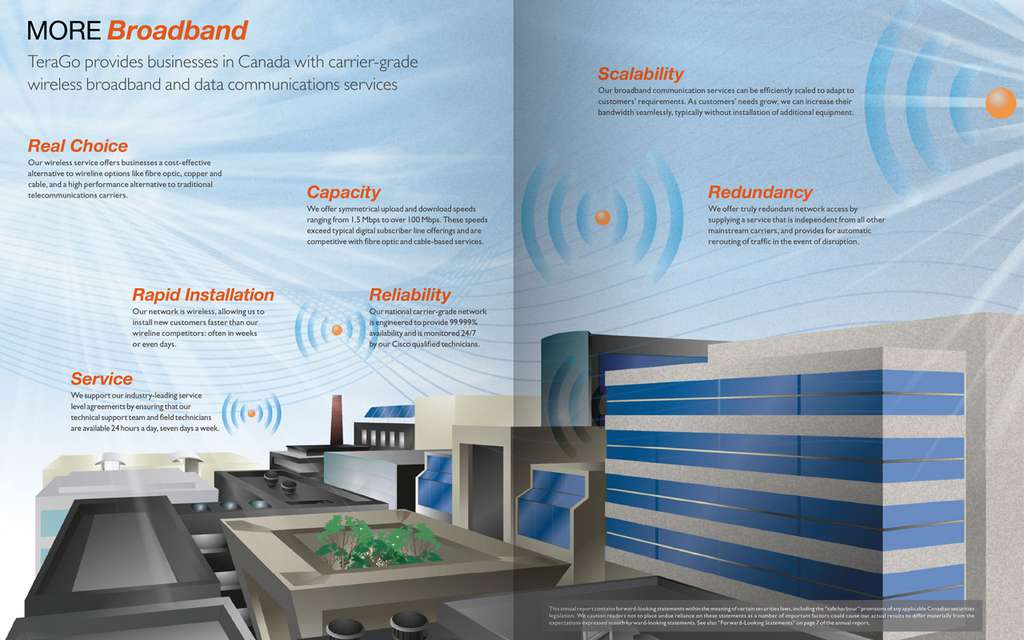 MORE Broadband
TeraGo provides businesses in Canada with carrier-grade
wireless broadband and data communications services
Real Choice
Our wireless service offers businesses a cost-effective
alternative to wireline options like fibre optic, copper and
cable, and a high performance alternative to traditional
telecommunications carriers.
Capacity
We offer symmetrical upload and download speeds
ranging from 1.5 Mbps to over 100 Mbps. These speeds
exceed typical digital subscriber line offerings and are
competitive with fibre optic and cable-based services.
Rapid Installation
Our network is wireless, allowing us to
install new customers faster than our
wireline competitors: often in weeks
or even days.
Reliability
Our national carrier-grade network
is engineered to provide 99.999%
availability and is monitored 24/7
by our Cisco qualified technicians.
Service
We support our industry-leading service
level agreements by ensuring that our
technical support team and field technicians
are available 24 hours a day, seven days a week.
Scalability
Our broadband communication services can be efficiently scaled to adapt to
customers' requirements. As customers' needs grow, we can increase their
bandwidth seamlessly, typically without installation of additional equipment.
Redundancy
We offer truly redundant network access by
supplying a service that is independent from all other
mainstream carriers, and provides for automatic
rerouting of traffic in the event of disruption.
This annual report contains forward-looking statements within the meaning of certain securities laws, including the "safe harbour" provisions of any applicable Canadian securities
legislation. We caution readers not to place undue reliance on these statements as a number of important factors could cause our actual results to differ materially from the
expectations expressed in such forward-looking statements. See also "Forward-Looking Statements" on page 7 of the annual report.